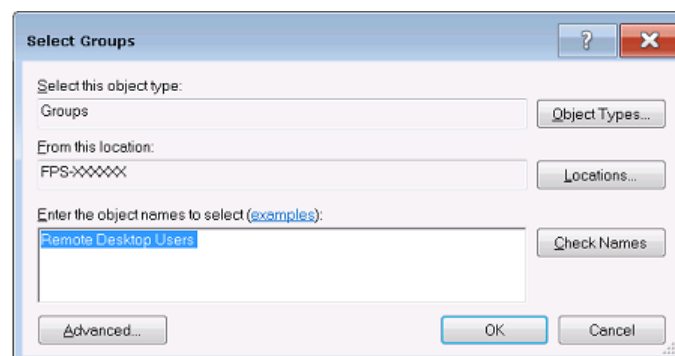 Select Groups
?
Select this object type:
Groups
Object Types...
From this location:
FPS-XXXXXX
Locations...
Enter the object names to select (examples):
Remote Desktop Users
Check Names
Advanced...
OK
Cancel